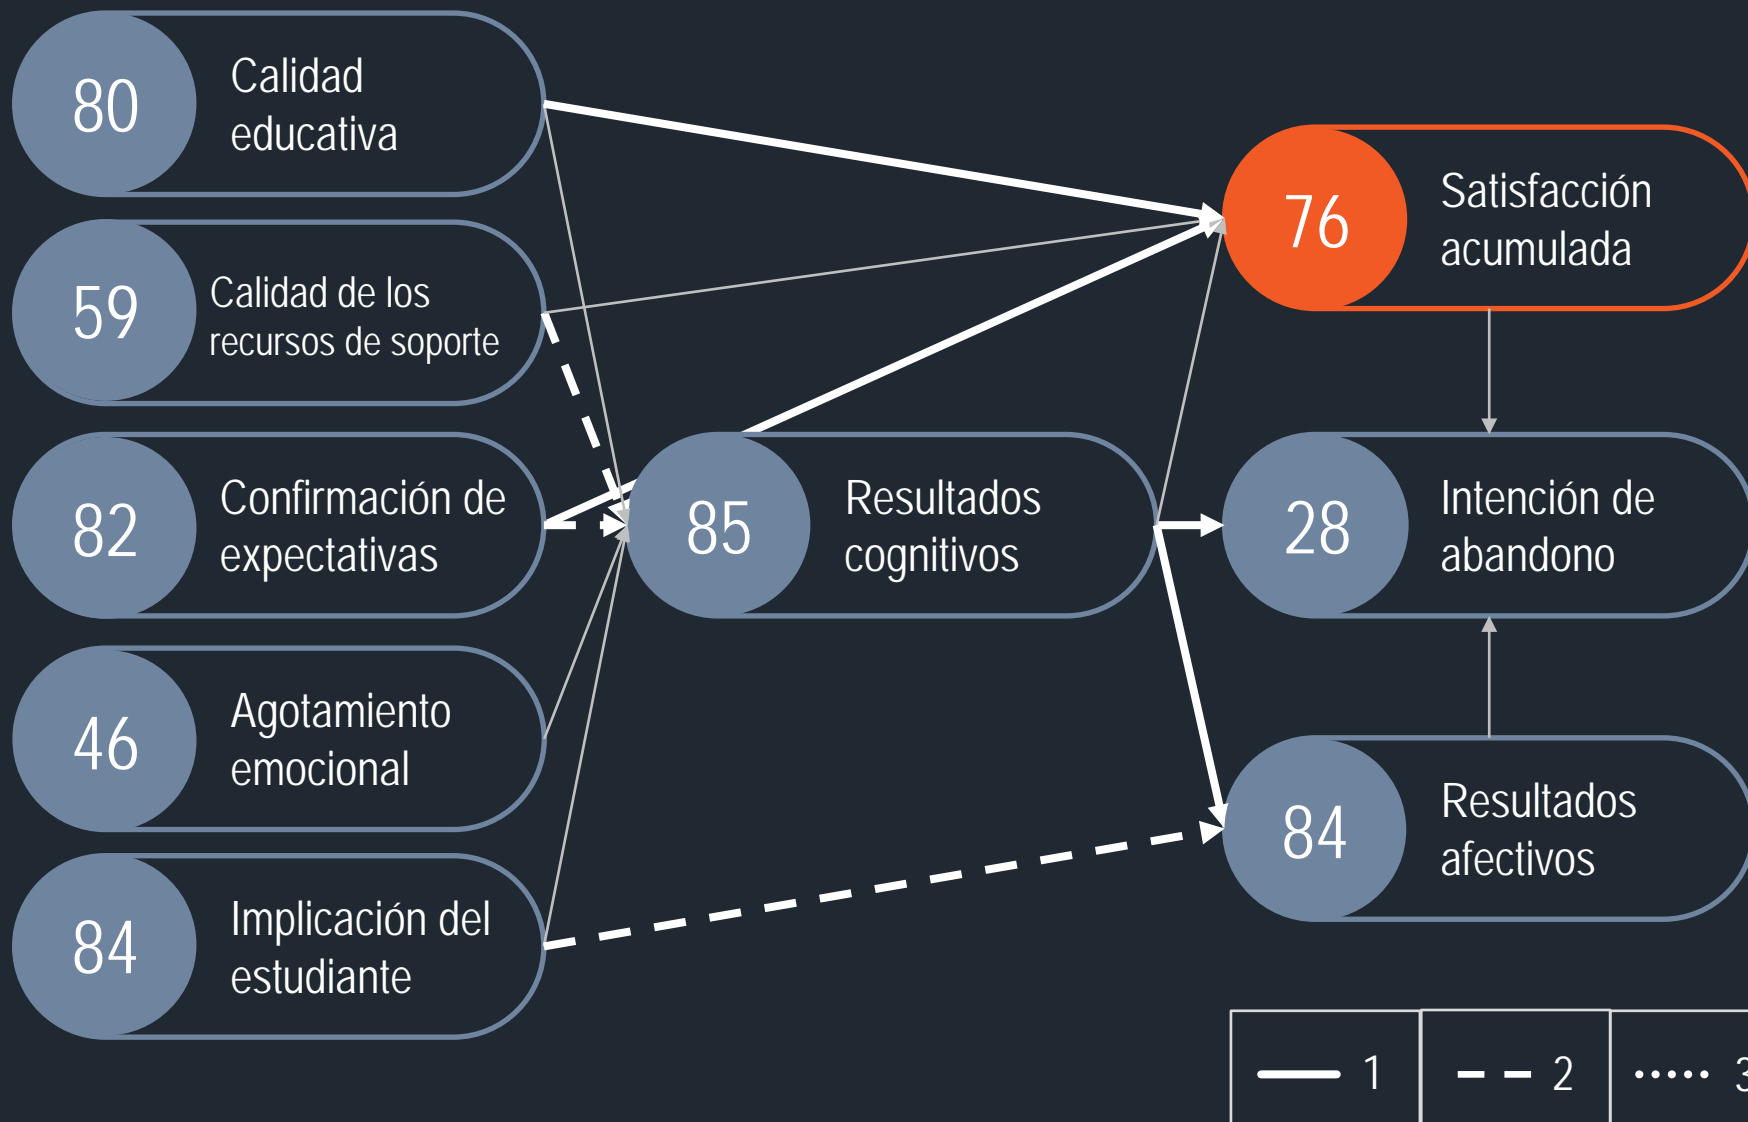 80
Calidad
educativa
59
Calidad de los
recursos de soporte
82
Confirmación de
expectativas
46
Agotamiento
emocional
84
Implicación del
estudiante
85
Resultados
cognitivos
76
Satisfacción
acumulada
28
Intención de
abandono
84
Resultados
afectivos
1
2
3